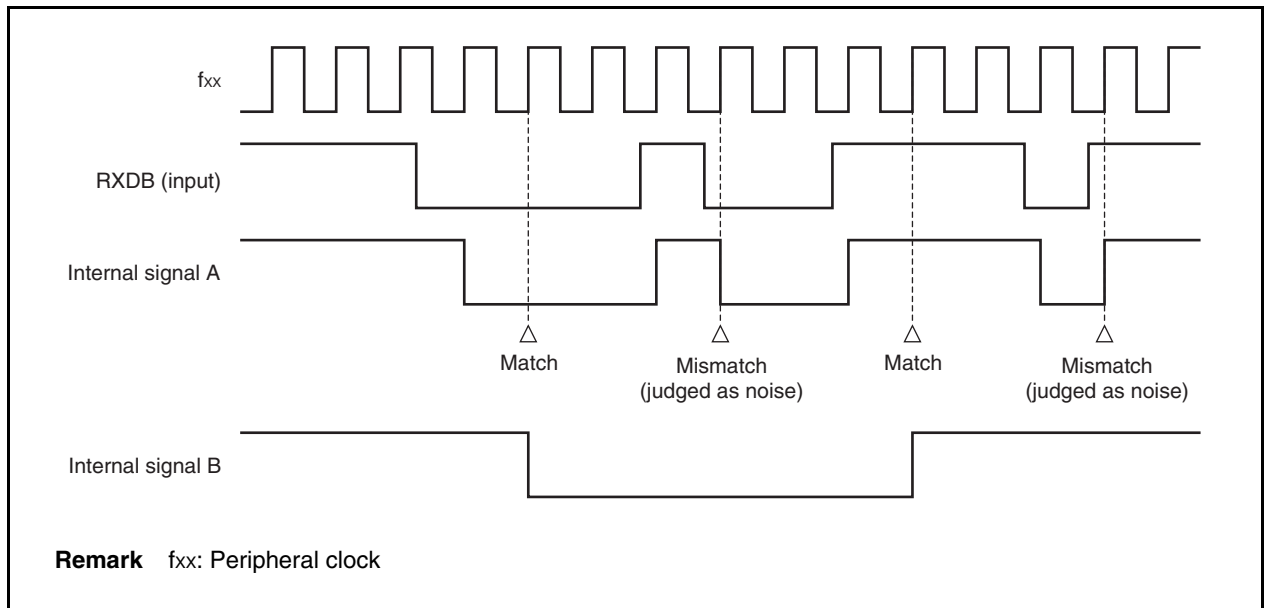 fxx
RXDB (input)
Internal signal A
△ △ △ △
Match Mismatch Match Mismatch
(judged as noise) (judged as noise)
Internal signal B
Remark fxx: Peripheral clock